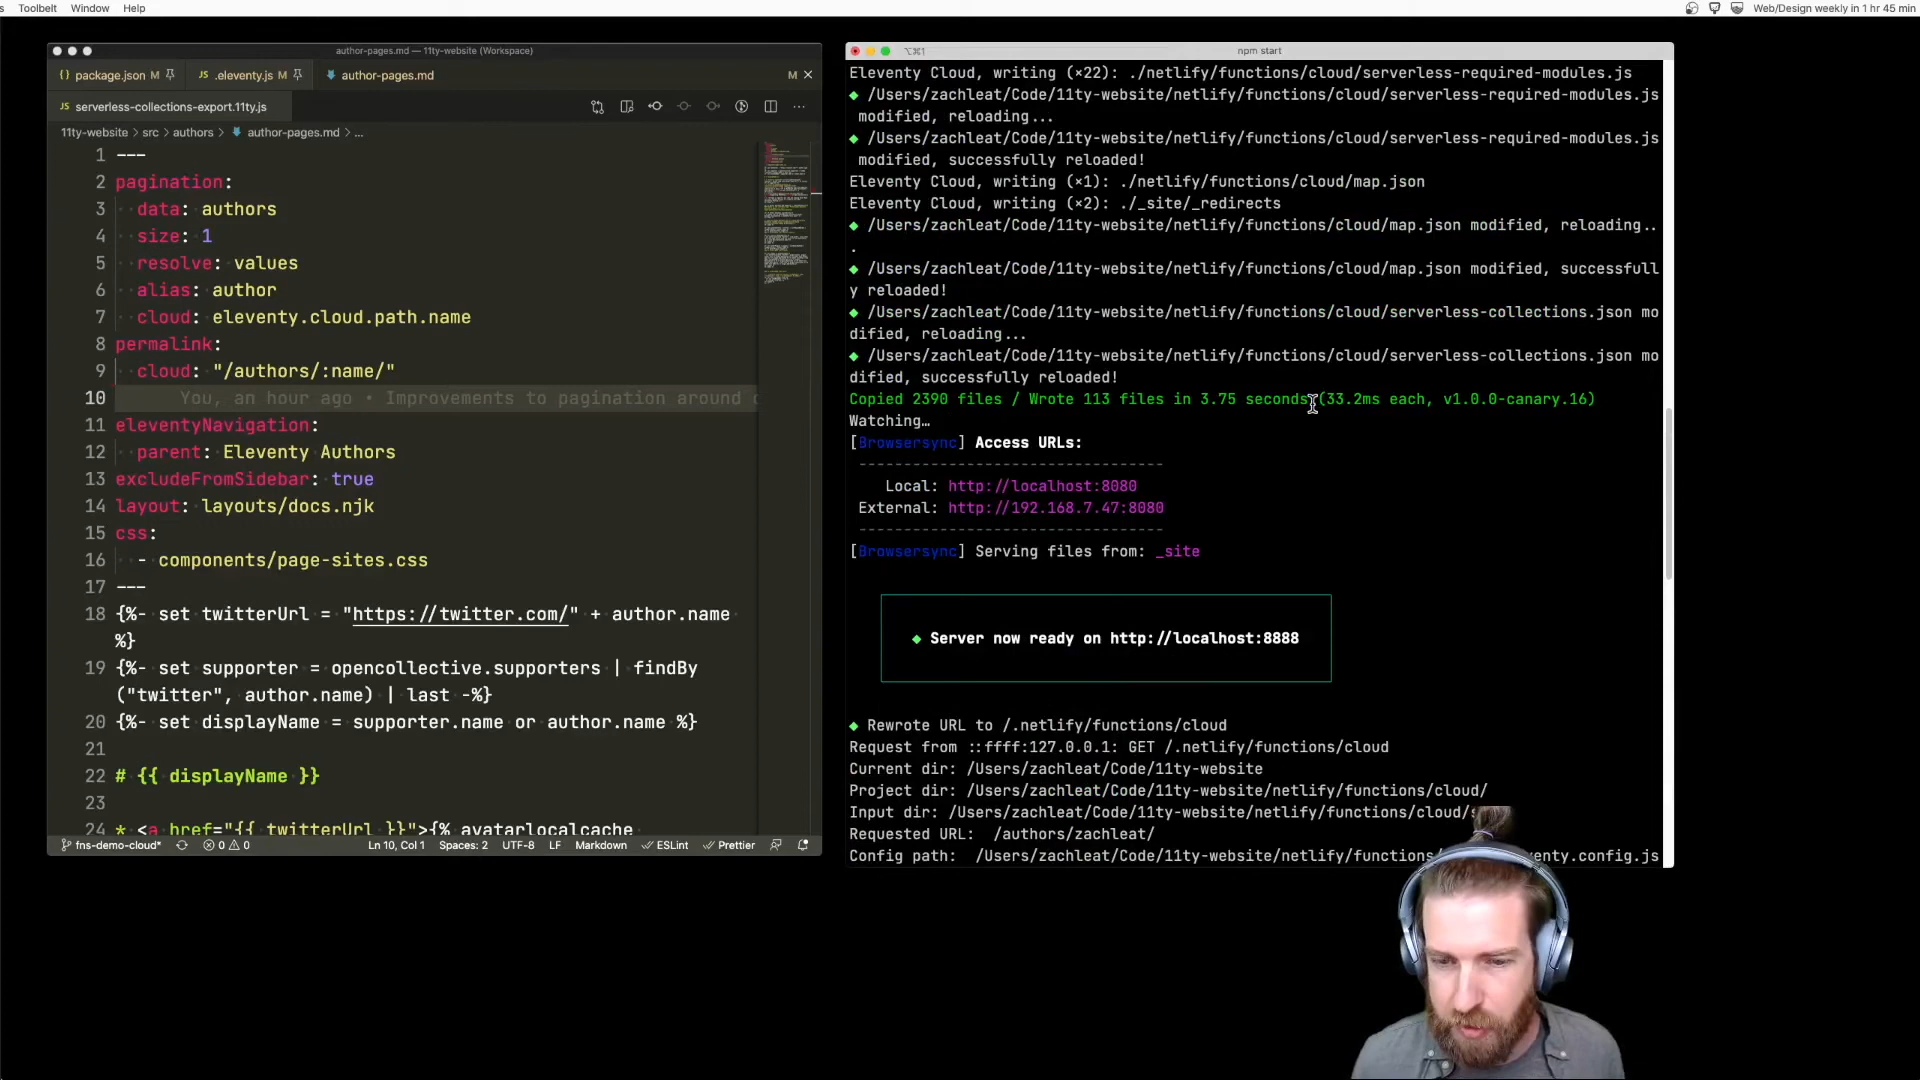 Toolbelt Window Help
Web/Design weekly in 1 hr 45 min
author-pages.md — 11ty-website (Workspace)
{} package.json M
JS .eleventy.js M
author-pages.md M
JS serverless-collections-export.11ty.js
11ty-website > src > authors > author-pages.md > ...
1 ---
2 pagination:
3 data: authors
4 size: 1
5 resolve: values
6 alias: author
7 cloud: eleventy.cloud.path.name
8 permalink:
9 cloud: "/authors/:name/"
10 You, an hour ago • Improvements to pagination around
11 eleventyNavigation:
12 parent: Eleventy Authors
13 excludeFromSidebar: true
14 layout: layouts/docs.njk
15 css:
16 - components/page-sites.css
17 ---
18 {%- set twitterUrl = "https://twitter.com/" + author.name
%}
19 {%- set supporter = opencollective.supporters | findBy
("twitter", author.name) | last -%}
20 {%- set displayName = supporter.name or author.name %}
21
22 # {{ displayName }}
23
24 * <a href="{{ twitterUrl }}">{% avatarlocalcache
fns-demo-cloud* 0 0 Ln 10, Col 1 Spaces: 2 UTF-8 LF Markdown ESLint Prettier
⌥⌘1 npm start
Eleventy Cloud, writing (×22): ./netlify/functions/cloud/serverless-required-modules.js
◆ /Users/zachleat/Code/11ty-website/netlify/functions/cloud/serverless-required-modules.js
modified, reloading...
◆ /Users/zachleat/Code/11ty-website/netlify/functions/cloud/serverless-required-modules.js
modified, successfully reloaded!
Eleventy Cloud, writing (×1): ./netlify/functions/cloud/map.json
Eleventy Cloud, writing (×2): ./_site/_redirects
◆ /Users/zachleat/Code/11ty-website/netlify/functions/cloud/map.json modified, reloading..
.
◆ /Users/zachleat/Code/11ty-website/netlify/functions/cloud/map.json modified, successfull
y reloaded!
◆ /Users/zachleat/Code/11ty-website/netlify/functions/cloud/serverless-collections.json mo
dified, reloading...
◆ /Users/zachleat/Code/11ty-website/netlify/functions/cloud/serverless-collections.json mo
dified, successfully reloaded!
Copied 2390 files / Wrote 113 files in 3.75 seconds (33.2ms each, v1.0.0-canary.16)
Watching…
[Browsersync] Access URLs:
----------------------------------
Local: http://localhost:8080
External: http://192.168.7.47:8080
----------------------------------
[Browsersync] Serving files from: _site
◆ Server now ready on http://localhost:8888
◆ Rewrote URL to /.netlify/functions/cloud
Request from ::ffff:127.0.0.1: GET /.netlify/functions/cloud
Current dir: /Users/zachleat/Code/11ty-website
Project dir: /Users/zachleat/Code/11ty-website/netlify/functions/cloud/
Input dir: /Users/zachleat/Code/11ty-website/netlify/functions/cloud/
Requested URL: /authors/zachleat/
Config path: /Users/zachleat/Code/11ty-website/netlify/functions enty.config.js